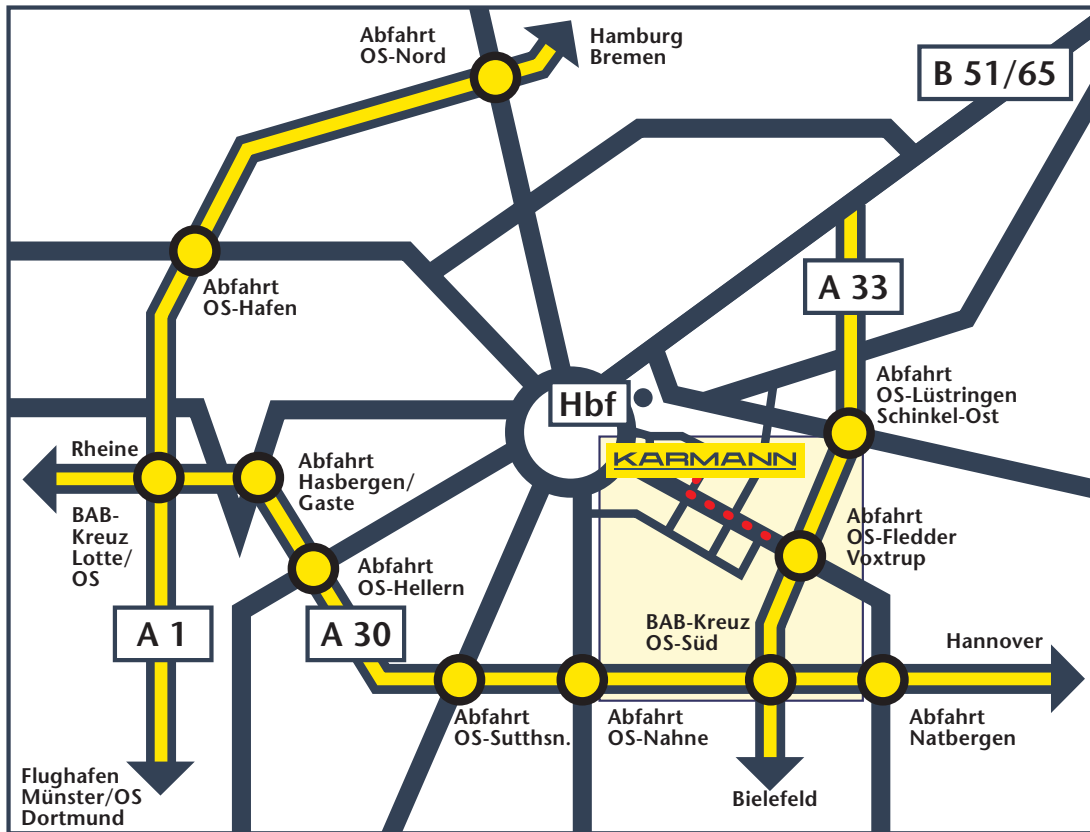 Abfahrt
OS-Nord
Hamburg
Bremen
B 51/65
Abfahrt
OS-Hafen
A 33
Hbf
Abfahrt
OS-Lüstringen
Schinkel-Ost
Rheine
Abfahrt
Hasbergen/
Gaste
KARMANN
BAB-
Kreuz
Lotte/
OS
Abfahrt
OS-Hellern
Abfahrt
OS-Fledder
Voxtrup
A 1
A 30
BAB-Kreuz
OS-Süd
Hannover
Abfahrt
OS-Sutthsn.
Abfahrt
OS-Nahne
Abfahrt
Natbergen
Flughafen
Münster/OS
Dortmund
Bielefeld